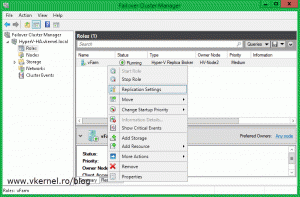 Failover Cluster Manager
File Action View Help
Failover Cluster Manager
HyperV-HA.vkernel.local
Roles
Nodes
Storage
Networks
Cluster Events
Roles (1)
Search
Queries
Name Status Type Owner Node Priority
vFarm Running Hyper-V Replica Broker HV-Node2 Medium
Start Role
Stop Role
Replication Settings
Move
Change Startup Priority
Information Details...
Show Critical Events
Add Storage
Add Resource
More Actions
Remove
Properties
vFarm
Preferred Owners: Any node
Status:
Priority:
Owner Node
Client Access
www.vkernel.ro/blog
Roles: vFarm